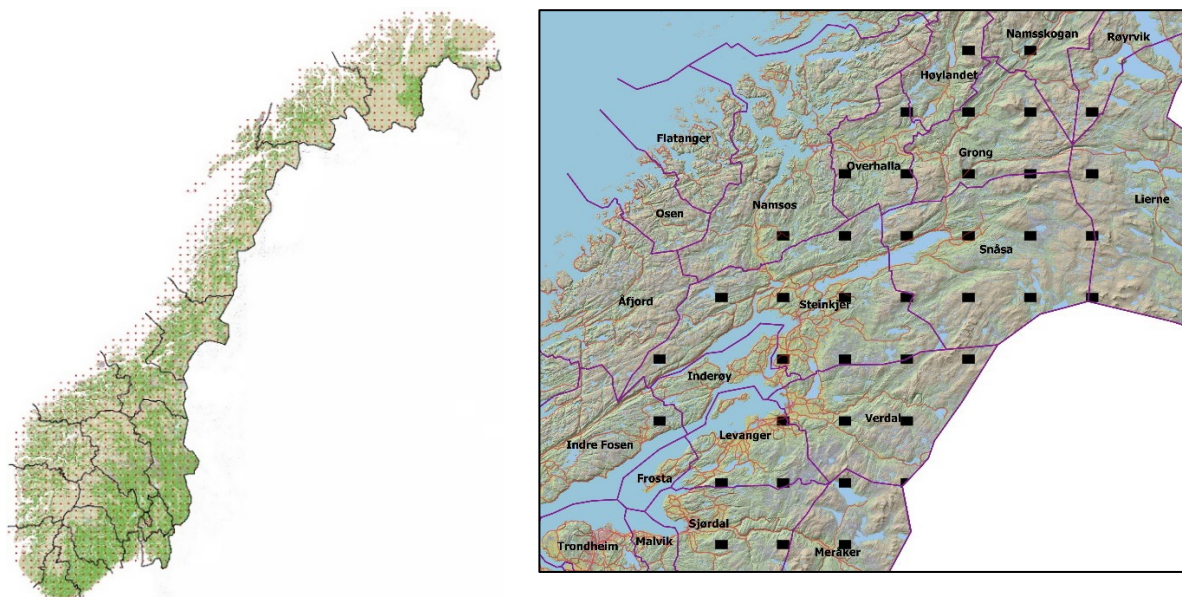 Namsskogan
Røyrvik
Høylandet
Flatanger
Grong
Overhalla
Lierne
Namsos
Osen
Snåsa
Åfjord
Steinkjer
Inderøy
Verdal
Levanger
Indre Fosen
Frosta
Sjørdal
Trondheim
Malvik
Meråker